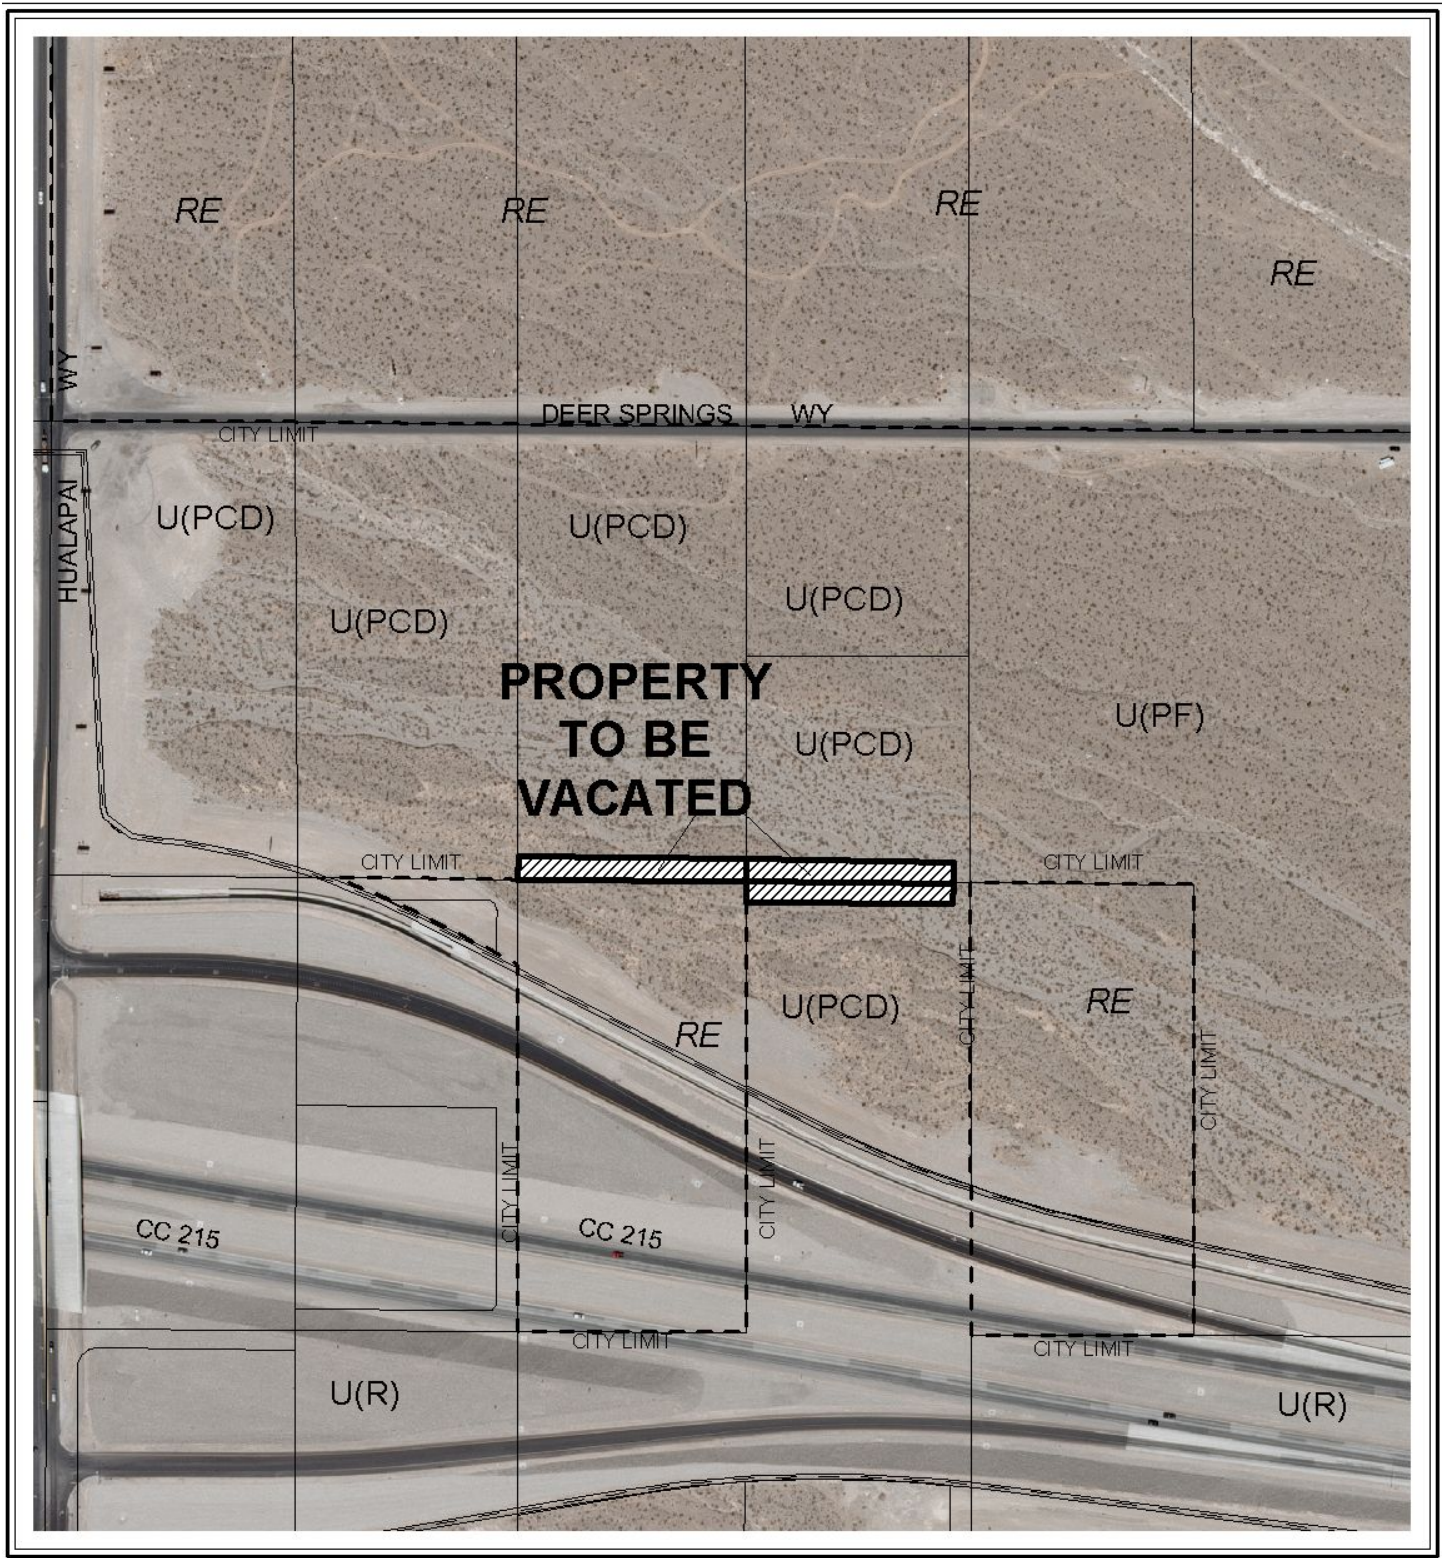 RE
RE
RE
RE
WY
DEER SPRINGS WY
CITY LIMIT
HUALAPAI
U(PCD)
U(PCD)
U(PCD)
U(PCD)
PROPERTY
TO BE
VACATED
U(PF)
U(PCD)
CITY LIMIT
CITY LIMIT
CITY LIMIT
RE
U(PCD)
RE
CITY LIMIT
CITY LIMIT
CITY LIMIT
CC 215
CC 215
CITY LIMIT
CITY LIMIT
U(R)
U(R)